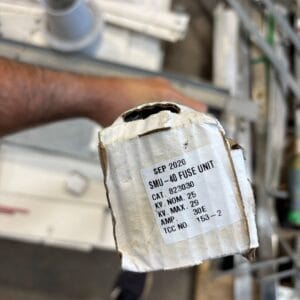 SEP 2020
SMU-40 FUSE UNIT
CAT. 823030
KV. NOM. 25
KV. MAX. 29
AMP. 30E
TCC NO. 153-2